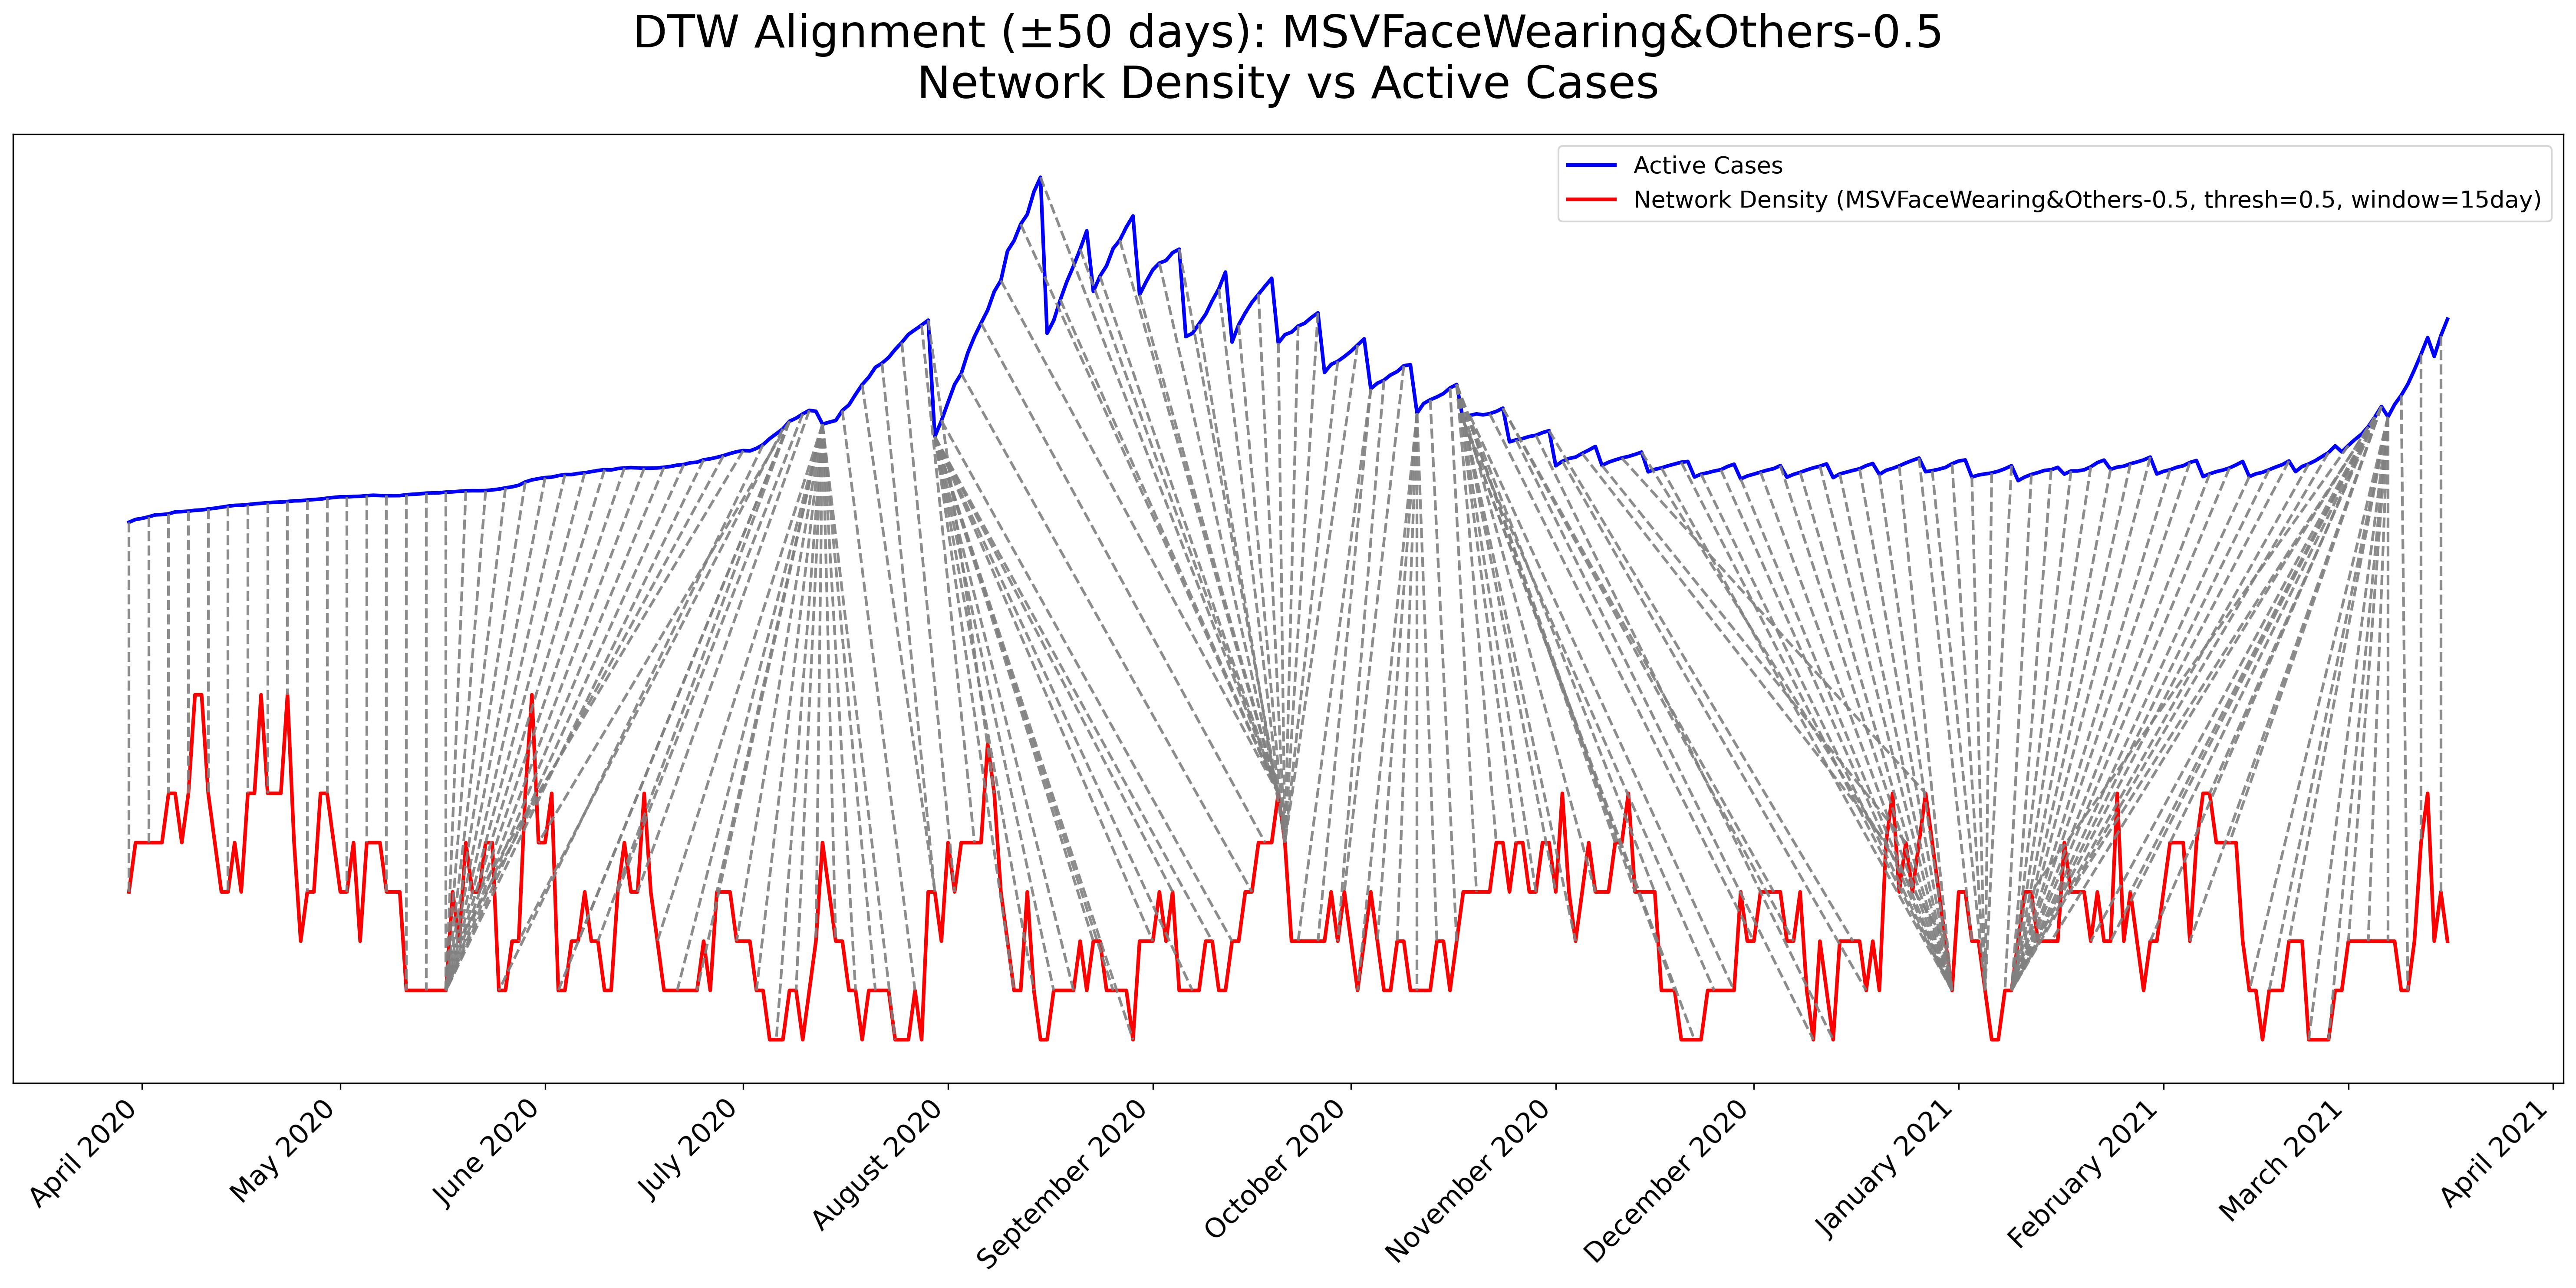 DTW Alignment (±50 days): MSVFaceWearing&Others-0.5
Network Density vs Active Cases
Active Cases
Network Density (MSVFaceWearing&Others-0.5, thresh=0.5, window=15day)
April 2020
May 2020
June 2020
July 2020
August 2020
September 2020
October 2020
November 2020
December 2020
January 2021
February 2021
March 2021
April 2021